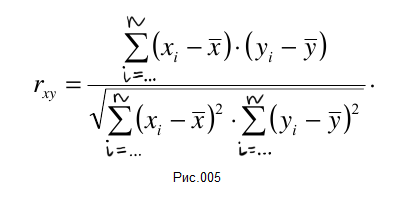 n n n
r_xy = Σ(x_i − x̄)·(y_i − ȳ) / √Σ(x_i − x̄)²·Σ(y_i − ȳ)² .
i=... i=... i=...
Рис.005